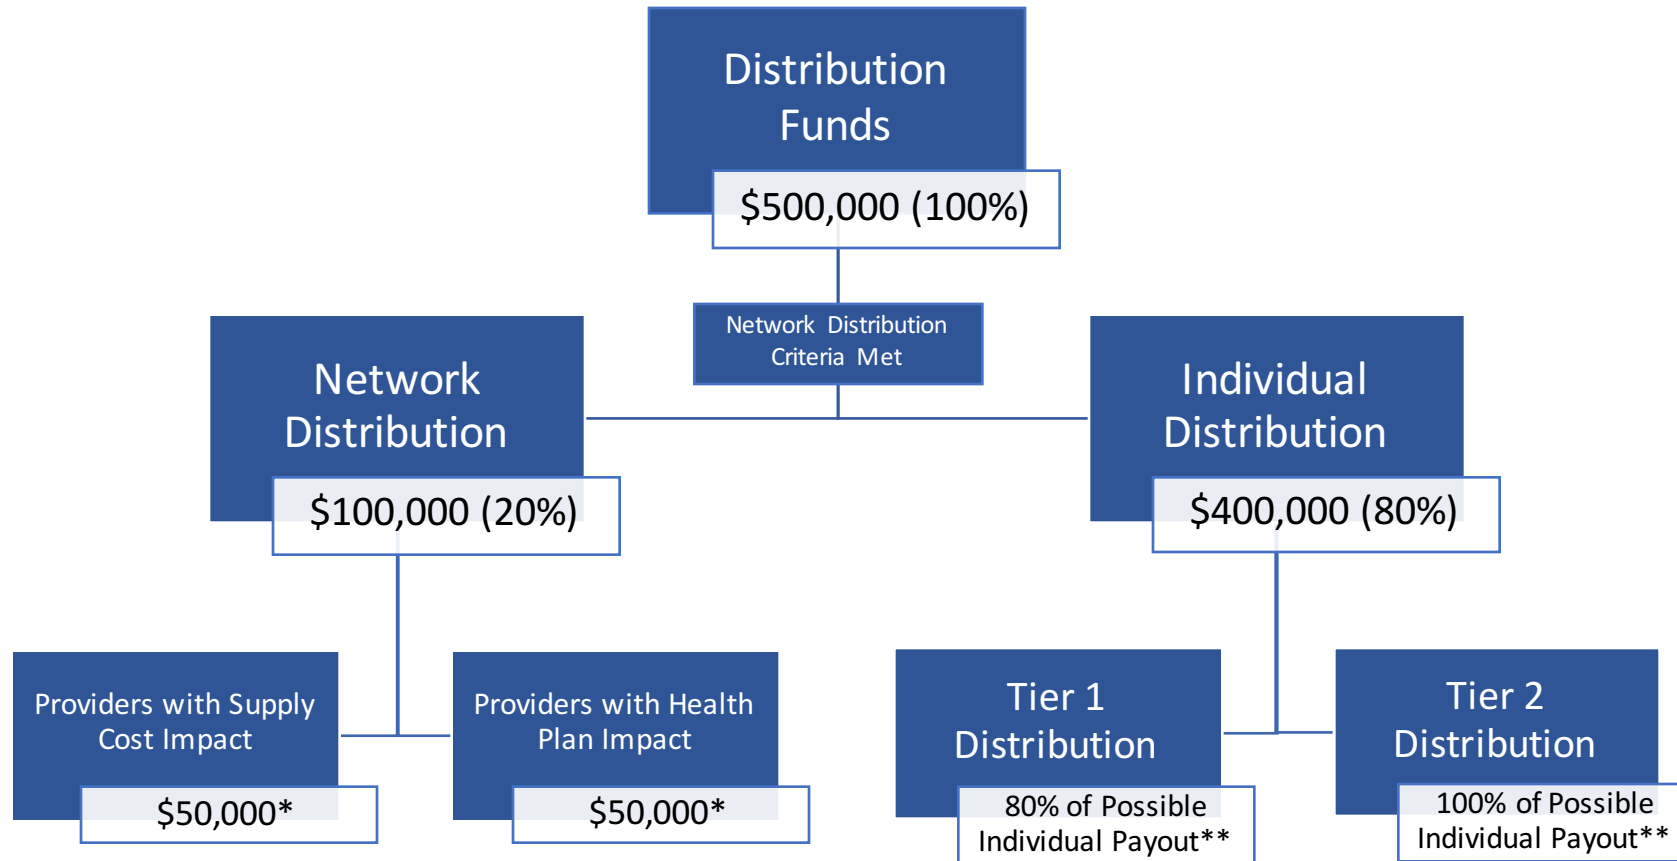 Distribution
Funds
$500,000 (100%)
Network Distribution
Criteria Met
Network
Distribution
$100,000 (20%)
Individual
Distribution
$400,000 (80%)
Providers with Supply
Cost Impact
$50,000*
Providers with Health
Plan Impact
$50,000*
Tier 1
Distribution
80% of Possible
Individual Payout**
Tier 2
Distribution
100% of Possible
Individual Payout**